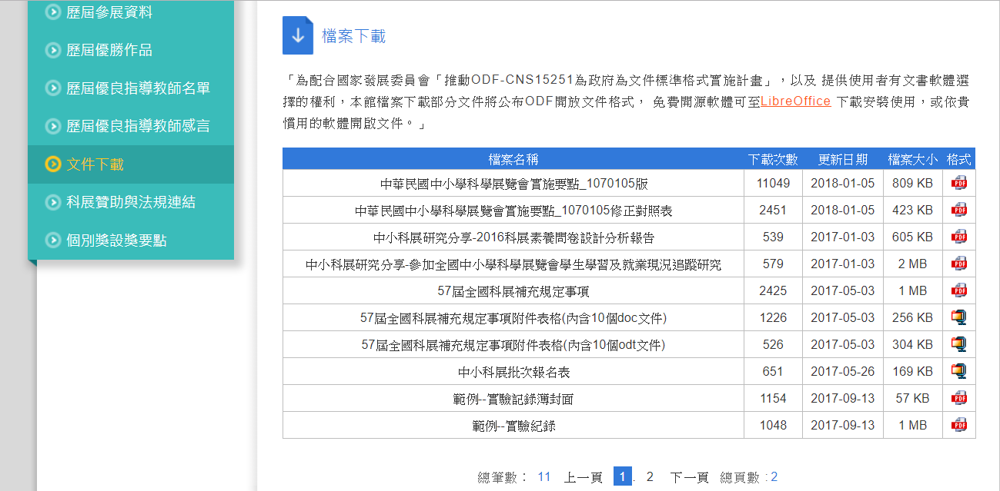 歷屆參展資料
歷屆優勝作品
歷屆優良指導教師名單
歷屆優良指導教師感言
文件下載
科展贊助與法規連結
個別獎設獎要點
檔案下載
「為配合國家發展委員會「推動ODF-CNS15251為政府為文件標準格式實施計畫」，以及 提供使用者有文書軟體選
擇的權利，本館檔案下載部分文件將公布ODF開放文件格式， 免費開源軟體可至LibreOffice 下載安裝使用，或依貴
慣用的軟體開啟文件。」
檔案名稱 下載次數 更新日期 檔案大小 格式
中華民國中小學科學展覽會實施要點_1070105版 11049 2018-01-05 809 KB PDF
中華民國中小學科學展覽會實施要點_1070105修正對照表 2451 2018-01-05 423 KB PDF
中小科展研究分享-2016科展素養問卷設計分析報告 539 2017-01-03 605 KB PDF
中小科展研究分享-參加全國中小學科學展覽會學生學習及就業現況追蹤研究 579 2017-01-03 2 MB PDF
57屆全國科展補充規定事項 2425 2017-05-03 1 MB PDF
57屆全國科展補充規定事項附件表格(內含10個doc文件) 1226 2017-05-03 256 KB
57屆全國科展補充規定事項附件表格(內含10個odt文件) 526 2017-05-03 304 KB
中小科展批次報名表 651 2017-05-26 169 KB
範例--實驗記錄簿封面 1154 2017-09-13 57 KB PDF
範例--實驗紀錄 1048 2017-09-13 1 MB PDF
總筆數： 11 上一頁 1. 2 下一頁 總頁數 : 2